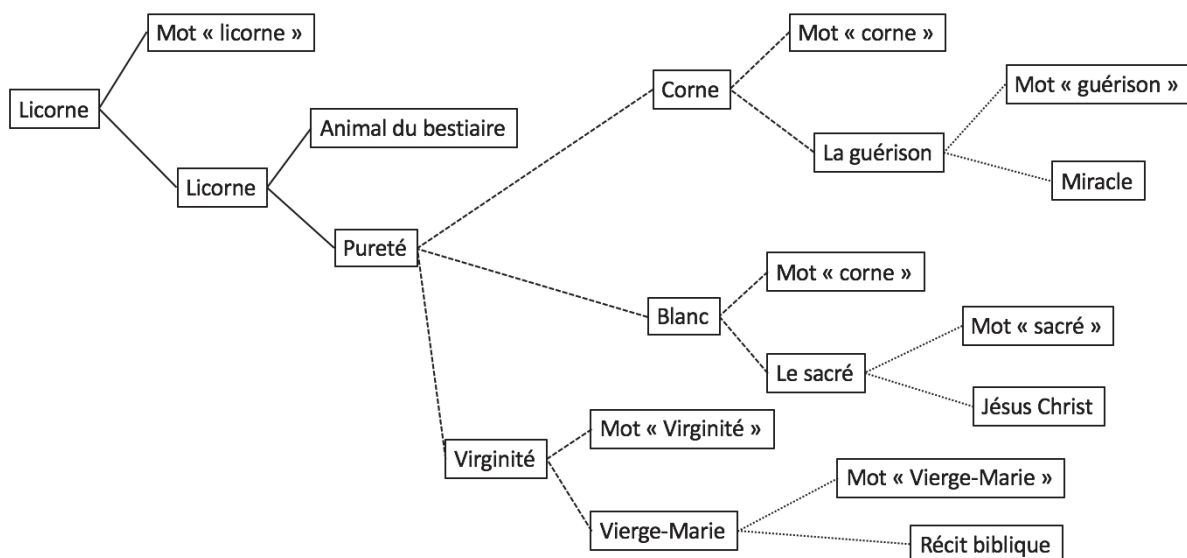 Mot « licorne »
Mot « corne »
Licorne
Corne
Mot « guérison »
Animal du bestiaire
La guérison
Licorne
Miracle
Pureté
Mot « corne »
Blanc
Mot « sacré »
Le sacré
Jésus Christ
Mot « Virginité »
Virginité
Mot « Vierge-Marie »
Vierge-Marie
Récit biblique